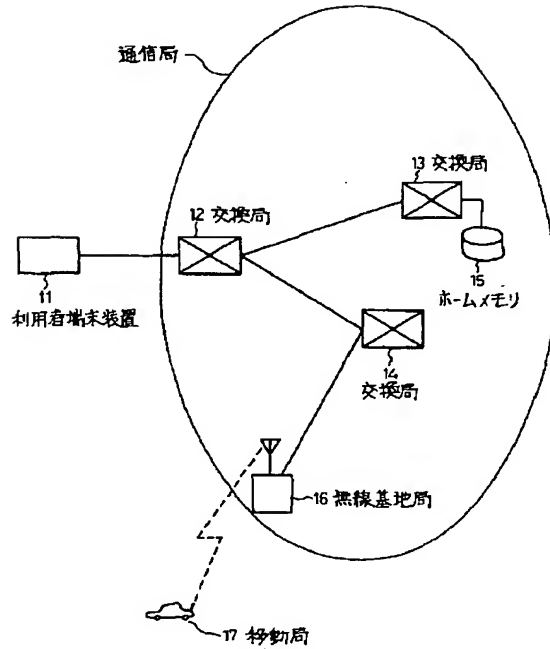 通信局
13 交換局
12 交換局
15
ホームメモリ
11
利用者端末装置
14
交換局
16 無線基地局
17 移動局